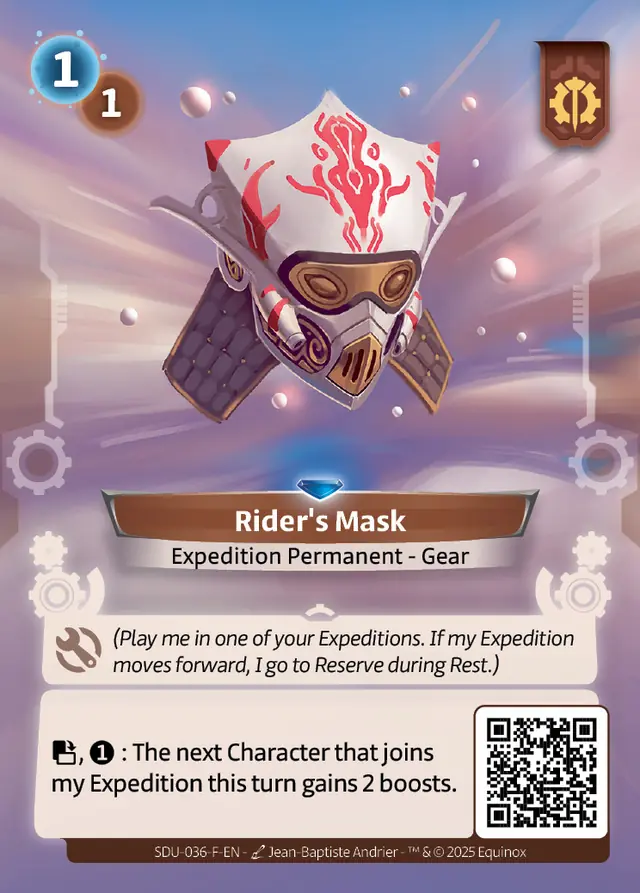 1
1
Rider's Mask
Expedition Permanent - Gear
(Play me in one of your Expeditions. If my Expedition
moves forward, I go to Reserve during Rest.)
, 1 : The next Character that joins
my Expedition this turn gains 2 boosts.
SDU-036-F-EN - Jean-Baptiste Andrier - ™ & © 2025 Equinox